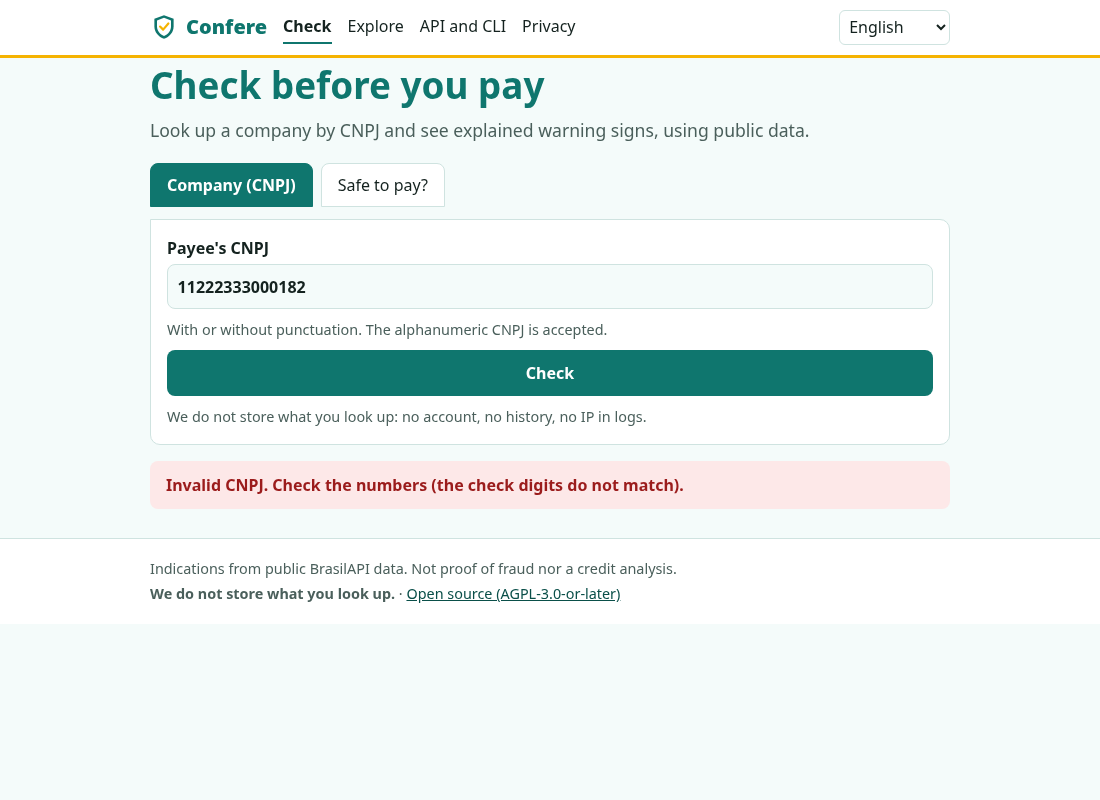 Confere Check Explore API and CLI Privacy English
Check before you pay
Look up a company by CNPJ and see explained warning signs, using public data.
Company (CNPJ) Safe to pay?
Payee's CNPJ
11222333000182
With or without punctuation. The alphanumeric CNPJ is accepted.
Check
We do not store what you look up: no account, no history, no IP in logs.
Invalid CNPJ. Check the numbers (the check digits do not match).
Indications from public BrasilAPI data. Not proof of fraud nor a credit analysis.
We do not store what you look up. · Open source (AGPL-3.0-or-later)